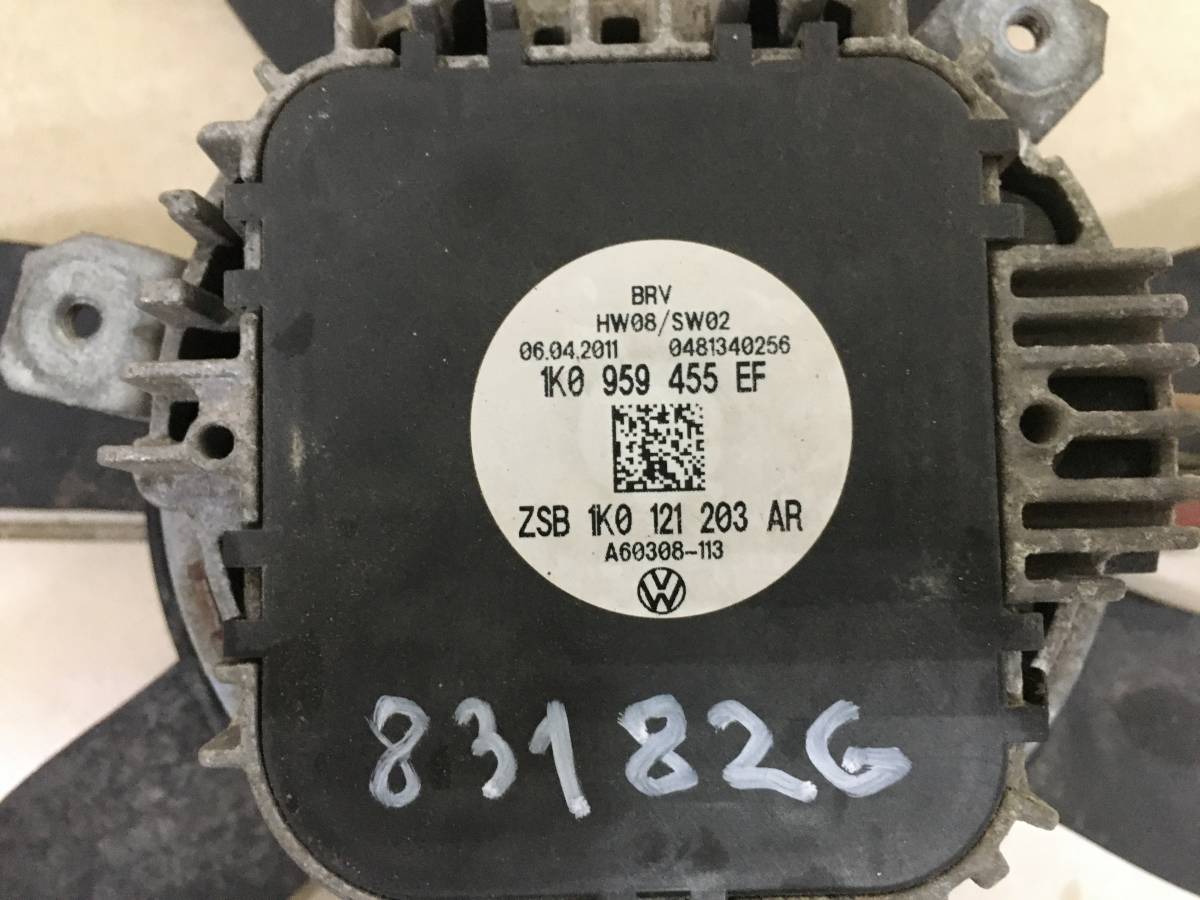 BRV
HW08/SW02
06.04.2011 0481340256
1K0 959 455 EF
ZSB 1K0 121 203 AR
A60308-113
VW
83182G